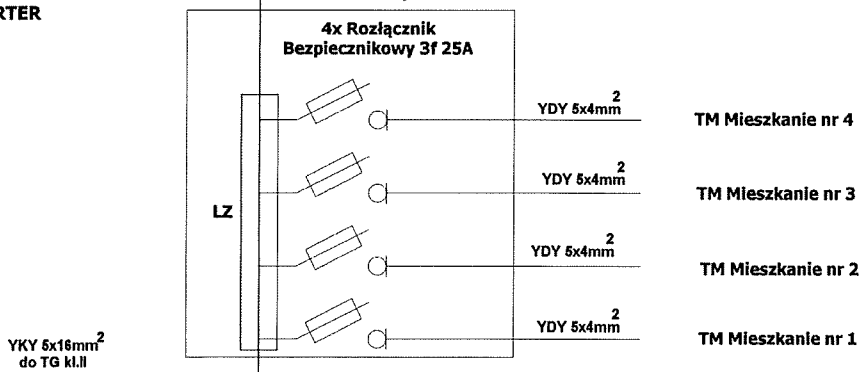 RTER
4x Rozłącznik
Bezpiecznikowy 3f 25A
YDY 5x4mm²
TM Mieszkanie nr 4
YDY 5x4mm²
TM Mieszkanie nr 3
LZ
YDY 5x4mm²
TM Mieszkanie nr 2
YDY 5x4mm²
TM Mieszkanie nr 1
YKY 5x16mm²
do TG kl.II